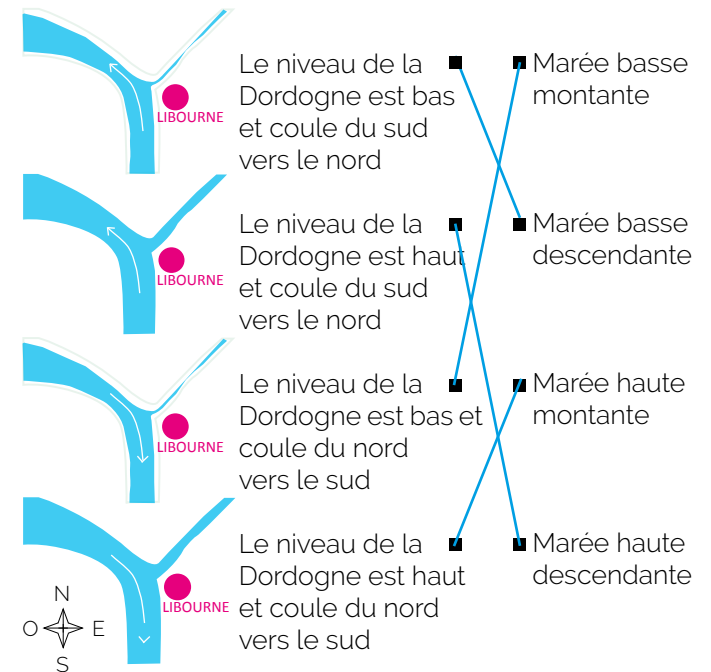 LIBOURNE
Le niveau de la
Dordogne est bas
et coule du sud
vers le nord
Marée basse
montante
LIBOURNE
Le niveau de la
Dordogne est haut
et coule du sud
vers le nord
Marée basse
descendante
LIBOURNE
Le niveau de la
Dordogne est bas et
coule du nord
vers le sud
Marée haute
montante
LIBOURNE
Le niveau de la
Dordogne est haut
et coule du nord
vers le sud
Marée haute
descendante
N
O E
S